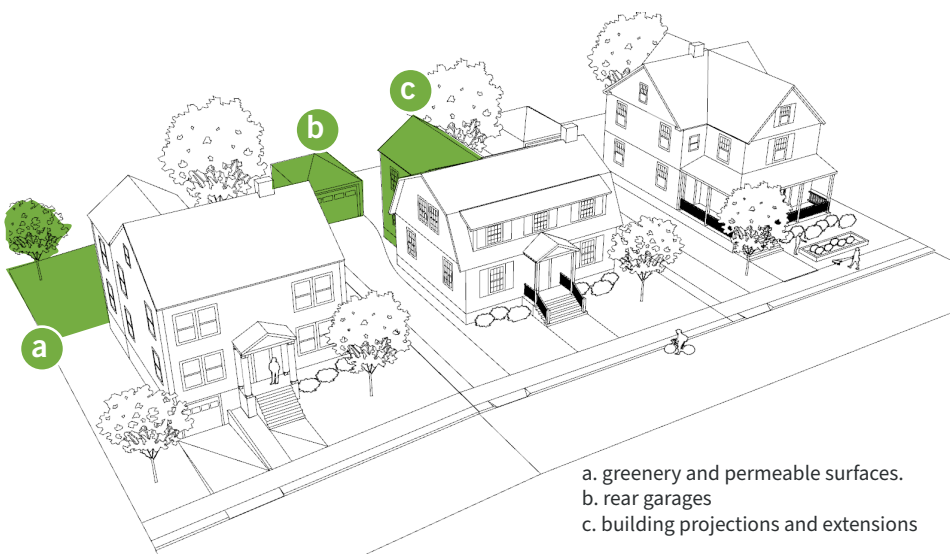 c
b
a
a. greenery and permeable surfaces.
b. rear garages
c. building projections and extensions